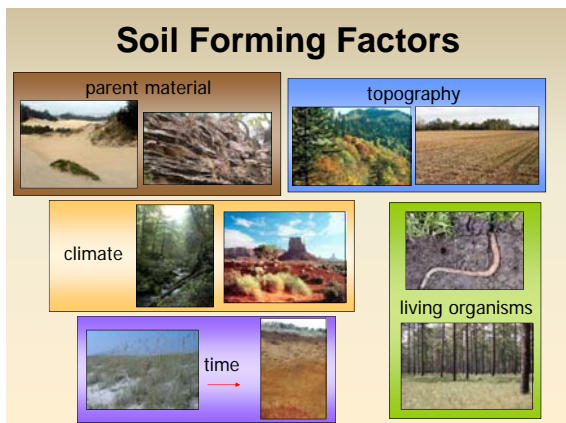 Soil Forming Factors
parent material
topography
climate
living organisms
time